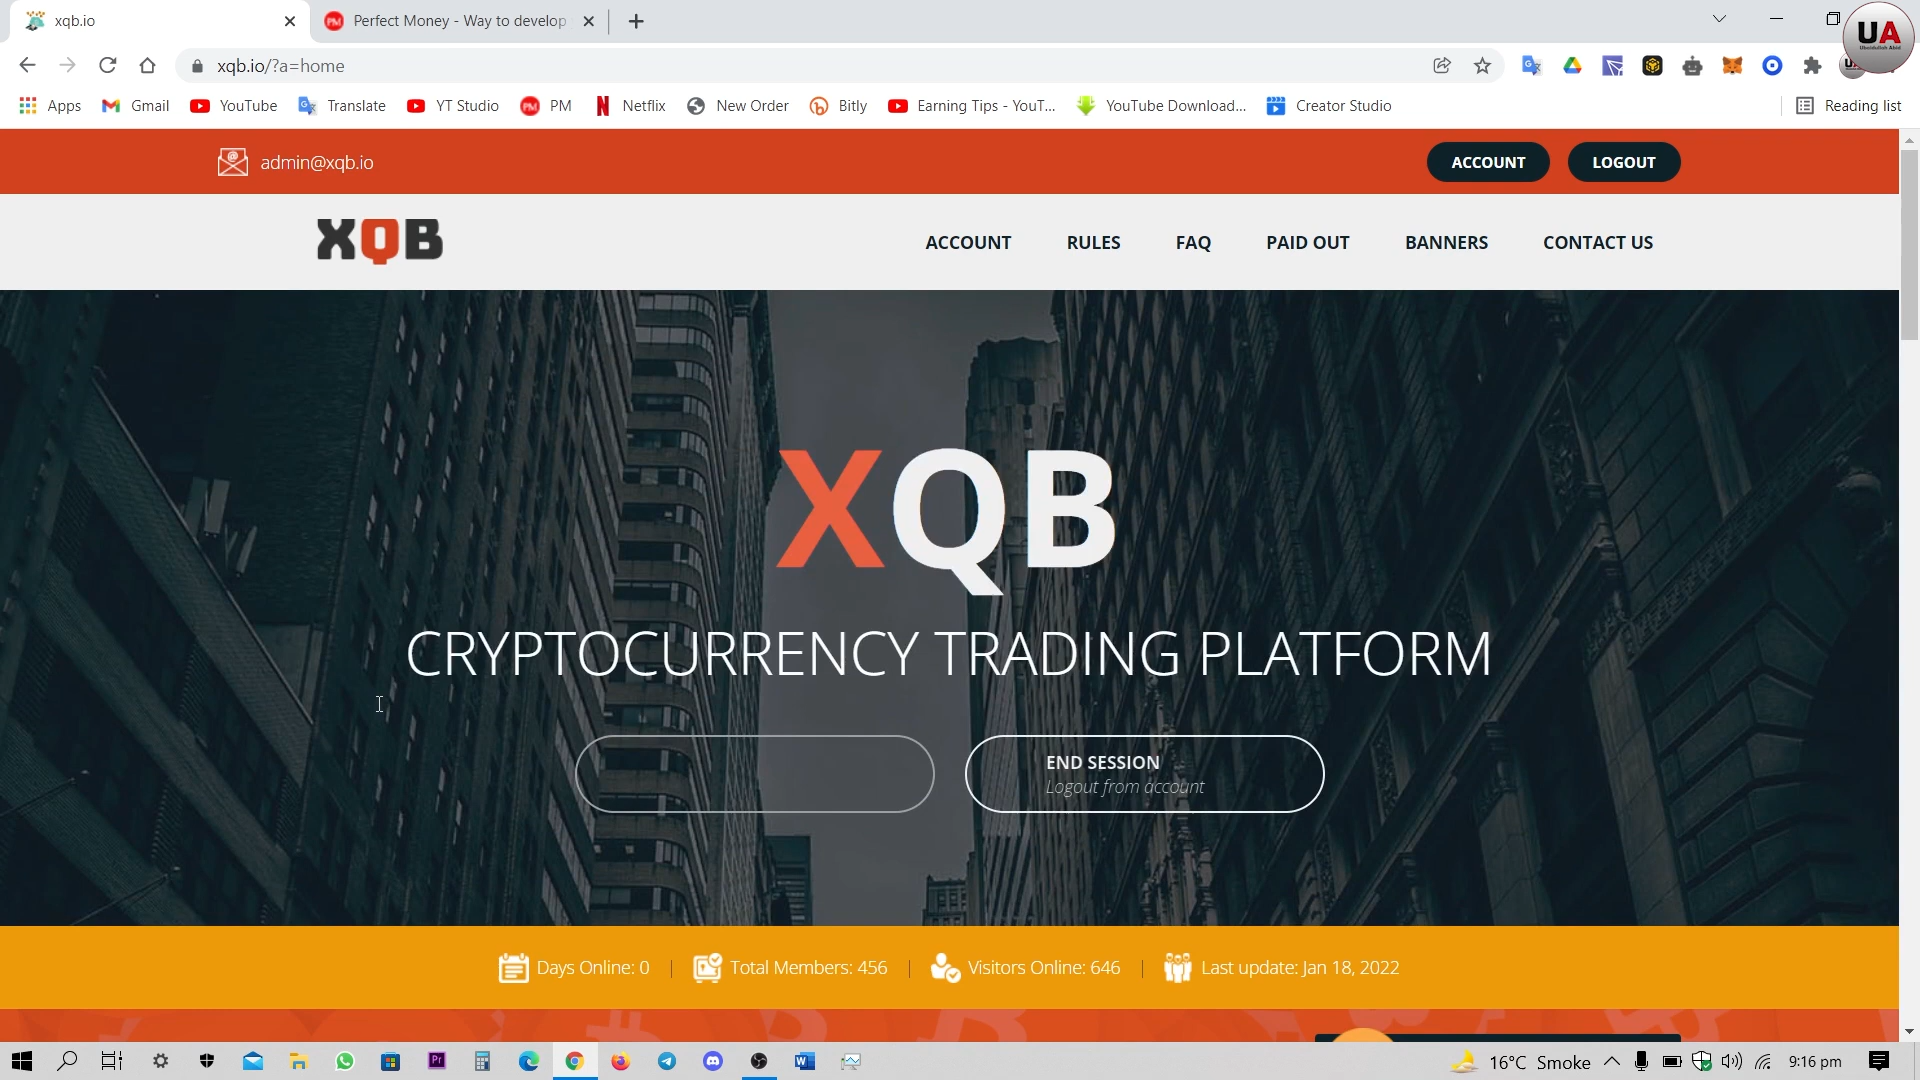 xqb.io
Perfect Money - Way to develop
UA
xqb.io/?a=home
Apps
Gmail
YouTube
Translate
YT Studio
PM
Netflix
New Order
Bitly
Earning Tips - YouT...
YouTube Download...
Creator Studio
Reading list
admin@xqb.io
ACCOUNT
LOGOUT
XQB
ACCOUNT
RULES
FAQ
PAID OUT
BANNERS
CONTACT US
XQB
CRYPTOCURRENCY TRADING PLATFORM
END SESSION
Logout from account
Days Online: 0
Total Members: 456
Visitors Online: 646
Last update: Jan 18, 2022
16°C Smoke
9:16 pm